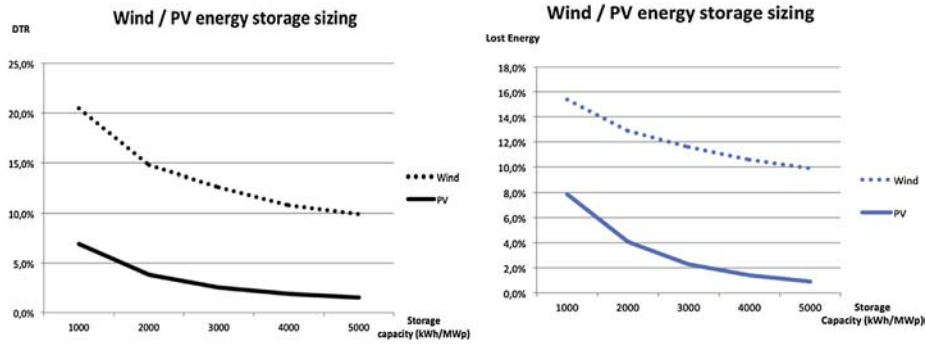 Wind / PV energy storage sizing
DTR
25,0%
20,0%
15,0%
10,0%
5,0%
0,0%
1000 2000 3000 4000 5000
Storage
capacity (kWh/MWp)
Wind
PV
Wind / PV energy storage sizing
Lost Energy
18,0%
16,0%
14,0%
12,0%
10,0%
8,0%
6,0%
4,0%
2,0%
0,0%
1000 2000 3000 4000 5000
Storage
Capacity (kWh/MWp)
Wind
PV